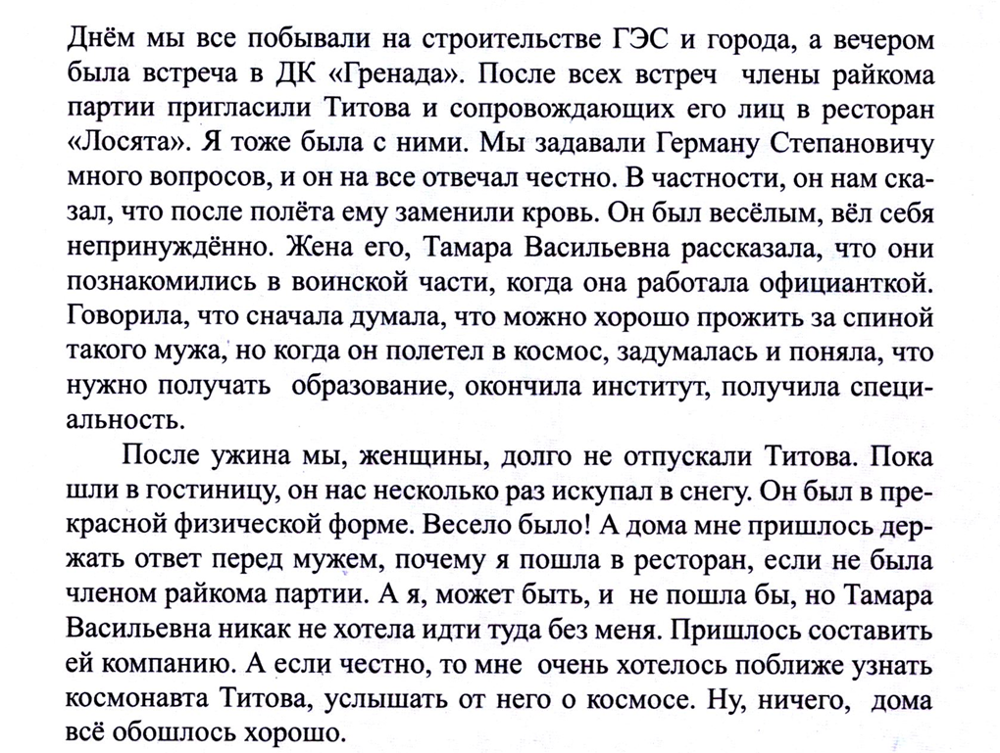 Днём мы все побывали на строительстве ГЭС и города, а вечером
была встреча в ДК «Гренада». После всех встреч члены райкома
партии пригласили Титова и сопровождающих его лиц в ресторан
«Лосята». Я тоже была с ними. Мы задавали Герману Степановичу
много вопросов, и он на все отвечал честно. В частности, он нам ска-
зал, что после полёта ему заменили кровь. Он был весёлым, вёл себя
непринуждённо. Жена его, Тамара Васильевна рассказала, что они
познакомились в воинской части, когда она работала официанткой.
Говорила, что сначала думала, что можно хорошо прожить за спиной
такого мужа, но когда он полетел в космос, задумалась и поняла, что
нужно получать образование, окончила институт, получила специ-
альность.
После ужина мы, женщины, долго не отпускали Титова. Пока
шли в гостиницу, он нас несколько раз искупал в снегу. Он был в пре-
красной физической форме. Весело было! А дома мне пришлось дер-
жать ответ перед мужем, почему я пошла в ресторан, если не была
членом райкома партии. А я, может быть, и не пошла бы, но Тамара
Васильевна никак не хотела идти туда без меня. Пришлось составить
ей компанию. А если честно, то мне очень хотелось поближе узнать
космонавта Титова, услышать от него о космосе. Ну, ничего, дома
всё обошлось хорошо.